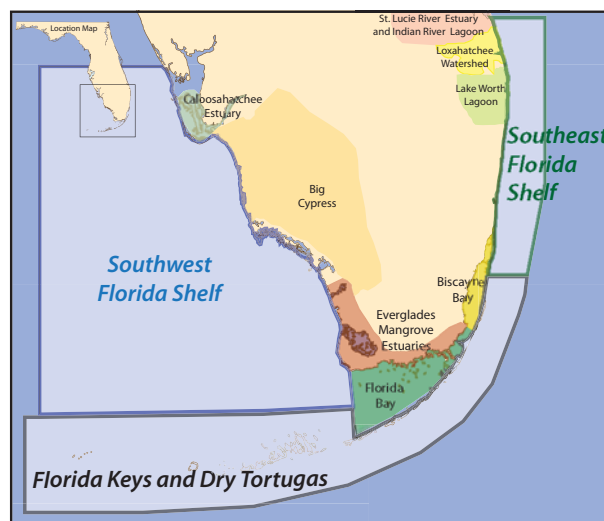 Location Map
St. Lucie River Estuary
and Indian River Lagoon
Loxahatchee
Watershed
Lake Worth
Lagoon
Caloosahatchee
Estuary
Southeast
Florida
Shelf
Big
Cypress
Southwest
Florida Shelf
Biscayne
Bay
Everglades
Mangrove
Estuaries
Florida
Bay
Florida Keys and Dry Tortugas